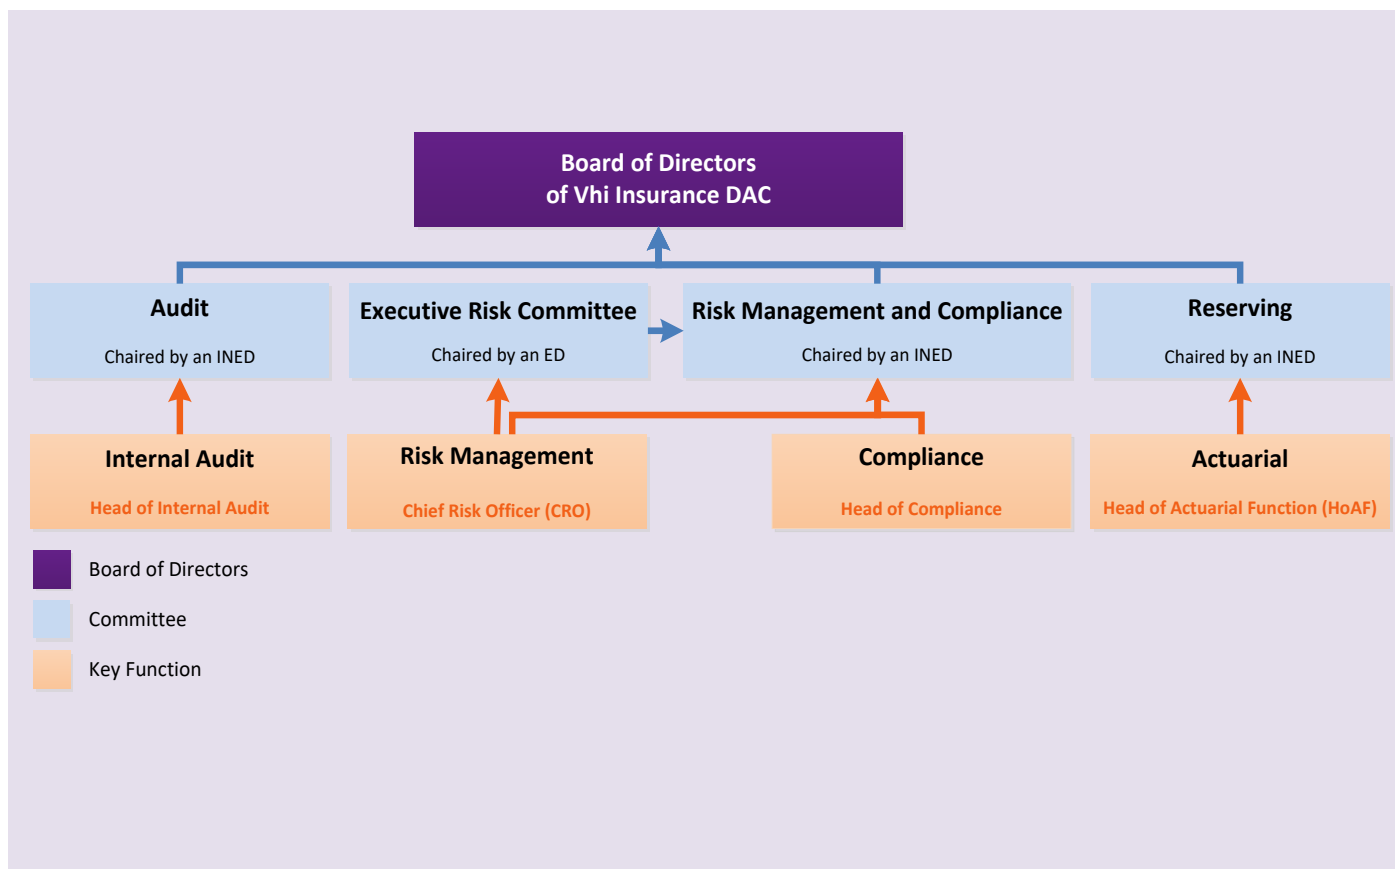 Board of Directors
of Vhi Insurance DAC
Audit
Chaired by an INED
Executive Risk Committee
Chaired by an ED
Risk Management and Compliance
Chaired by an INED
Reserving
Chaired by an INED
Internal Audit
Head of Internal Audit
Risk Management
Chief Risk Officer (CRO)
Compliance
Head of Compliance
Actuarial
Head of Actuarial Function (HoAF)
Board of Directors
Committee
Key Function